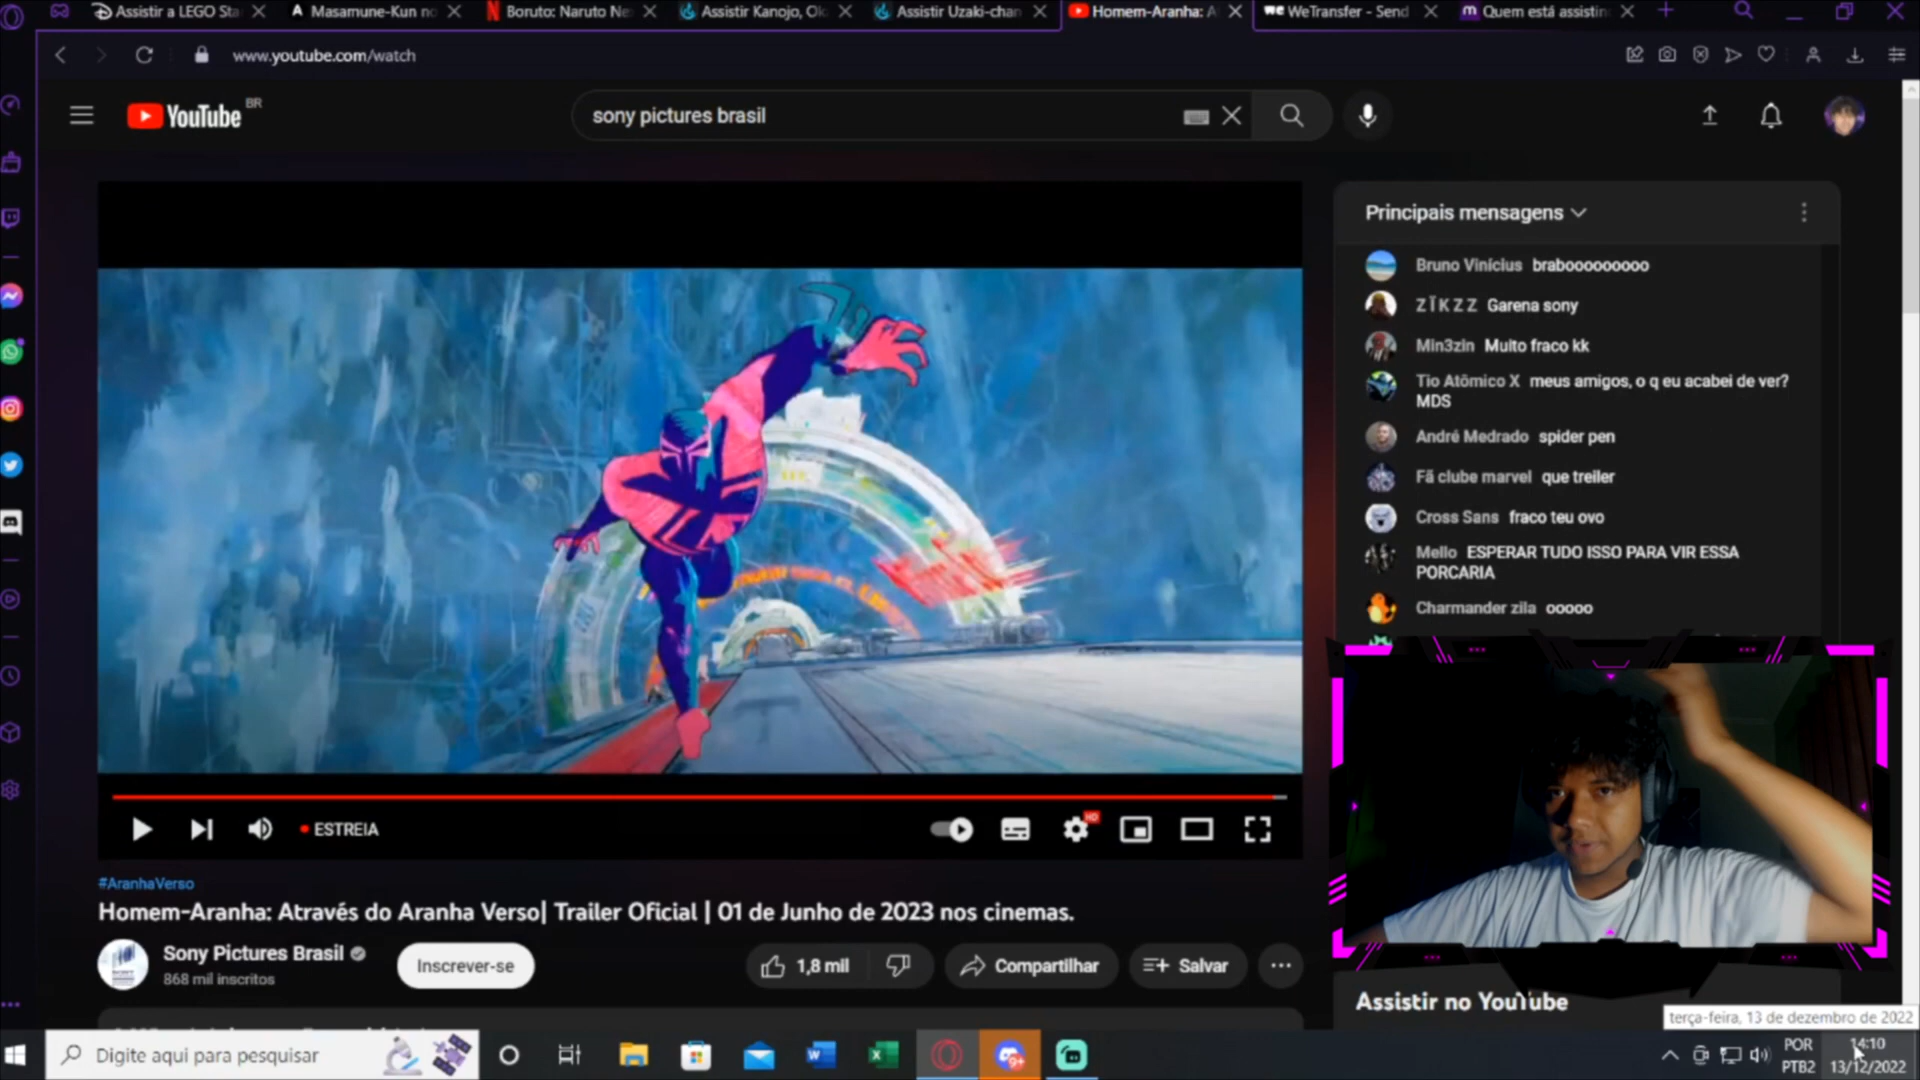 Assistir a LEGO Sta
Masamune-Kun no
Boruto: Naruto Ne
Assistir Kanojo, Ok
Assistir Uzaki-chan
Homem-Aranha: A
WeTransfer - Send
Quem está assistin
www.youtube.com/watch
YouTube BR
sony pictures brasil
Principais mensagens
Bruno Vinícius brabooooooooo
Z Ï K Z Z Garena sony
Min3zin Muito fraco kk
Tio Atômico X meus amigos, o q eu acabei de ver?
MDS
André Medrado spider pen
Fã clube marvel que treiler
Cross Sans fraco teu ovo
Mello ESPERAR TUDO ISSO PARA VIR ESSA
PORCARIA
Charmander zila ooooo
ESTREIA
HD
#AranhaVerso
Homem-Aranha: Através do Aranha Verso| Trailer Oficial | 01 de Junho de 2023 nos cinemas.
Sony Pictures Brasil
868 mil inscritos
Inscrever-se
1,8 mil
Compartilhar
Salvar
Assistir no YouTube
terça-feira, 13 de dezembro de 2022
Digite aqui para pesquisar
9+
POR
PTB2
14:10
13/12/2022